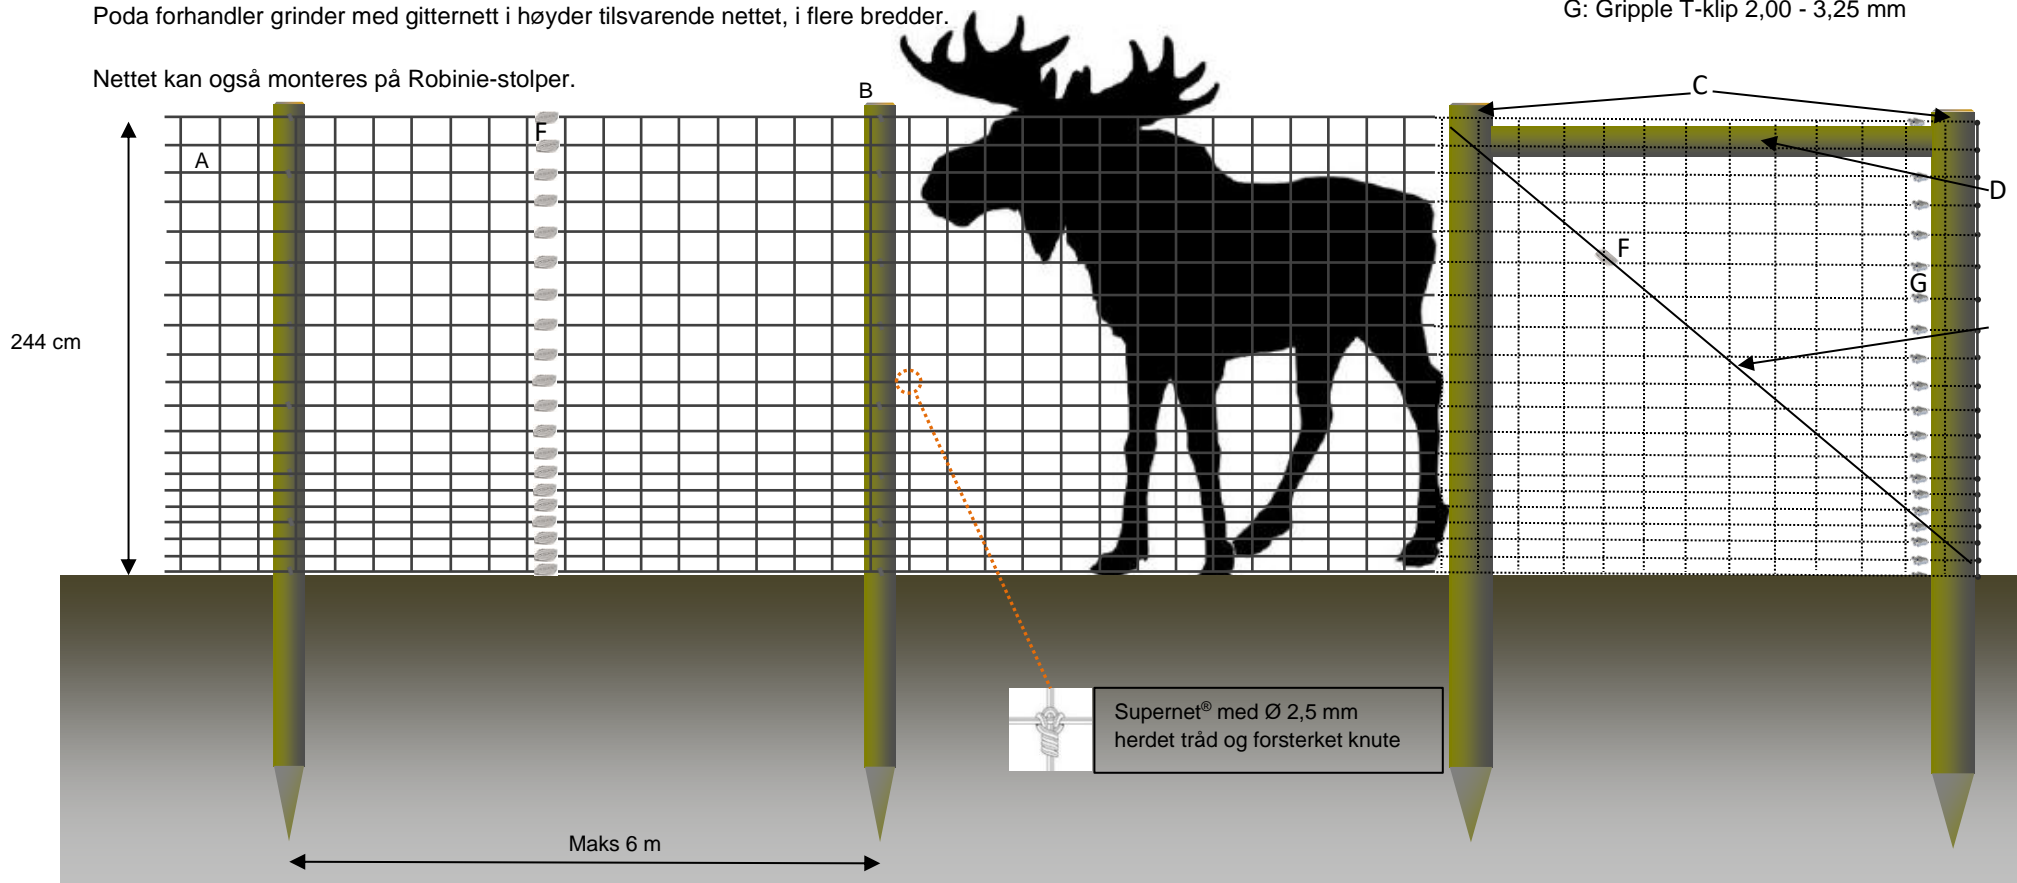 Poda forhandler grinder med gitternett i høyder tilsvarende nettet, i flere bredder.
G: Gripple T-klip 2,00 - 3,25 mm
Nettet kan også monteres på Robinie-stolper.
B
C
F
A
D
F
G
244 cm
Supernet® med Ø 2,5 mm
herdet tråd og forsterket knute
Maks 6 m